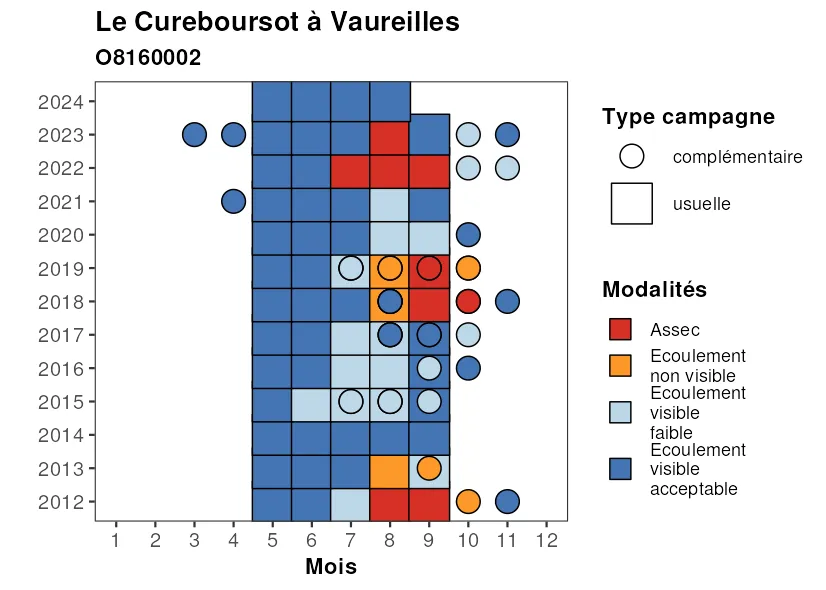 Le Cureboursot à Vaureilles
O8160002
2024
2023
2022
2021
2020
2019
2018
2017
2016
2015
2014
2013
2012
1 2 3 4 5 6 7 8 9 10 11 12
Mois
Type campagne
complémentaire
usuelle
Modalités
Assec
Ecoulement
non visible
Ecoulement
visible
faible
Ecoulement
visible
acceptable